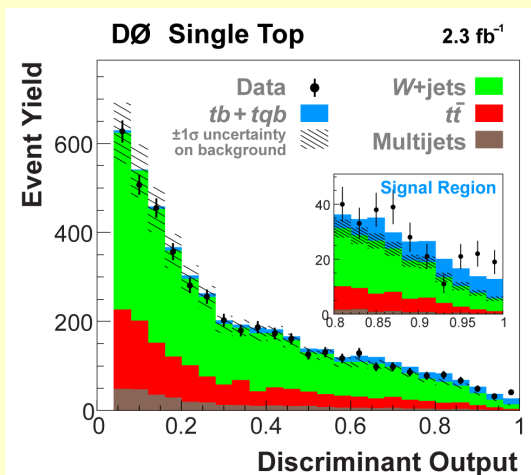 DØ Single Top 2.3 fb⁻¹
Event Yield
Data
tb + tqb
±1σ uncertainty
on background
W+jets
tt̄
Multijets
600
400
200
0
Signal Region
40
20
0
0.8 0.85 0.9 0.95 1
0 0.2 0.4 0.6 0.8 1
Discriminant Output